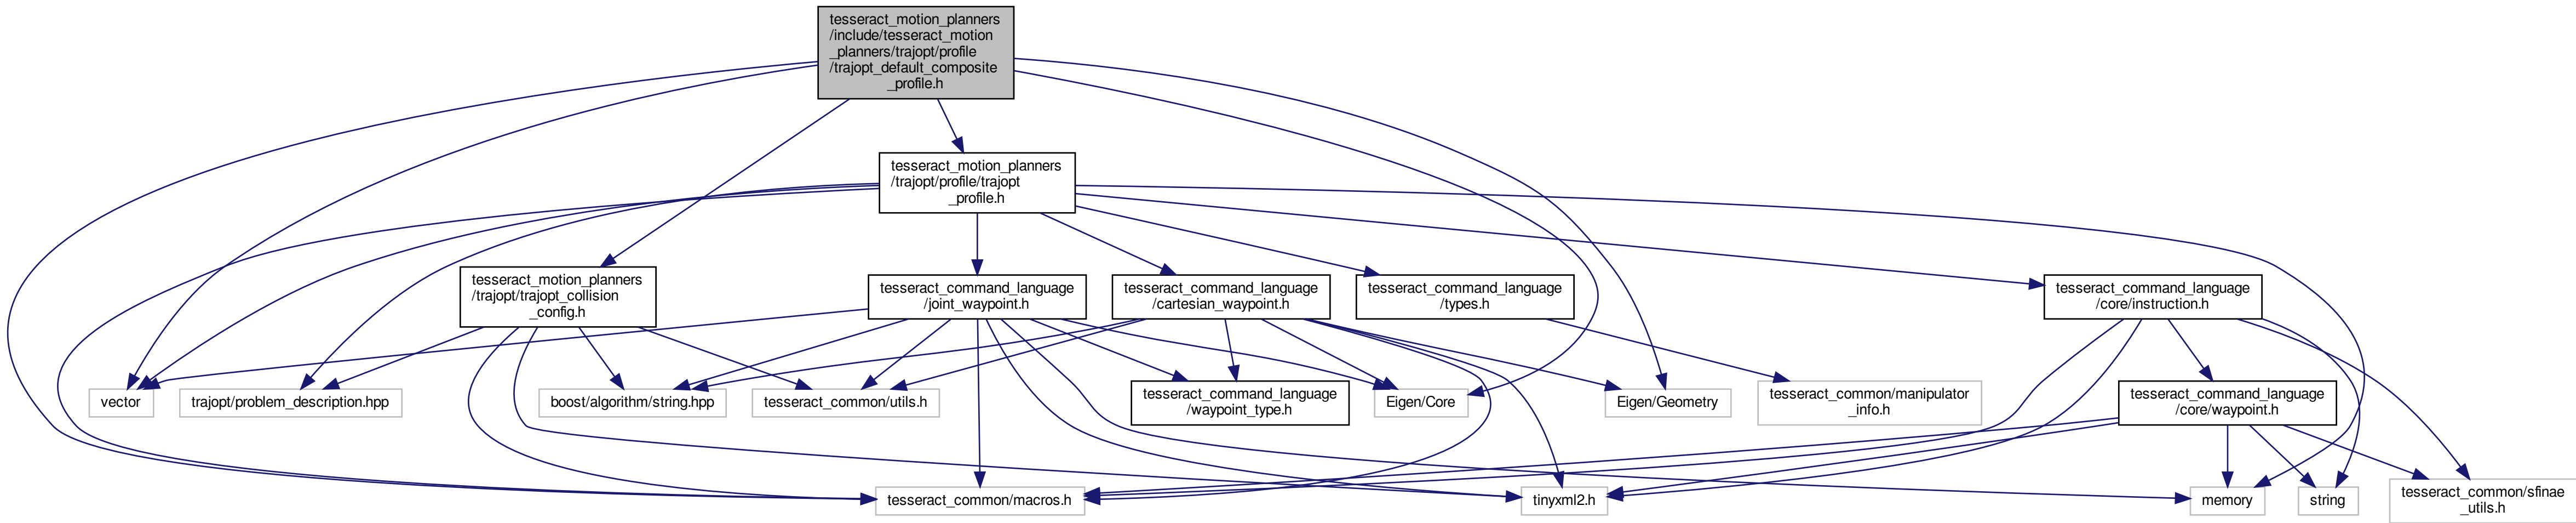 tesseract_motion_planners
/include/tesseract_motion
_planners/trajopt/profile
/trajopt_default_composite
_profile.h
tesseract_motion_planners
/trajopt/profile/trajopt
_profile.h
tesseract_motion_planners
/trajopt/trajopt_collision
_config.h
tesseract_command_language
/joint_waypoint.h
tesseract_command_language
/cartesian_waypoint.h
tesseract_command_language
/types.h
tesseract_command_language
/core/instruction.h
vector
trajopt/problem_description.hpp
boost/algorithm/string.hpp
tesseract_common/utils.h
tesseract_command_language
/waypoint_type.h
Eigen/Core
Eigen/Geometry
tesseract_common/manipulator
_info.h
tesseract_command_language
/core/waypoint.h
tesseract_common/macros.h
tinyxml2.h
memory
string
tesseract_common/sfinae
_utils.h